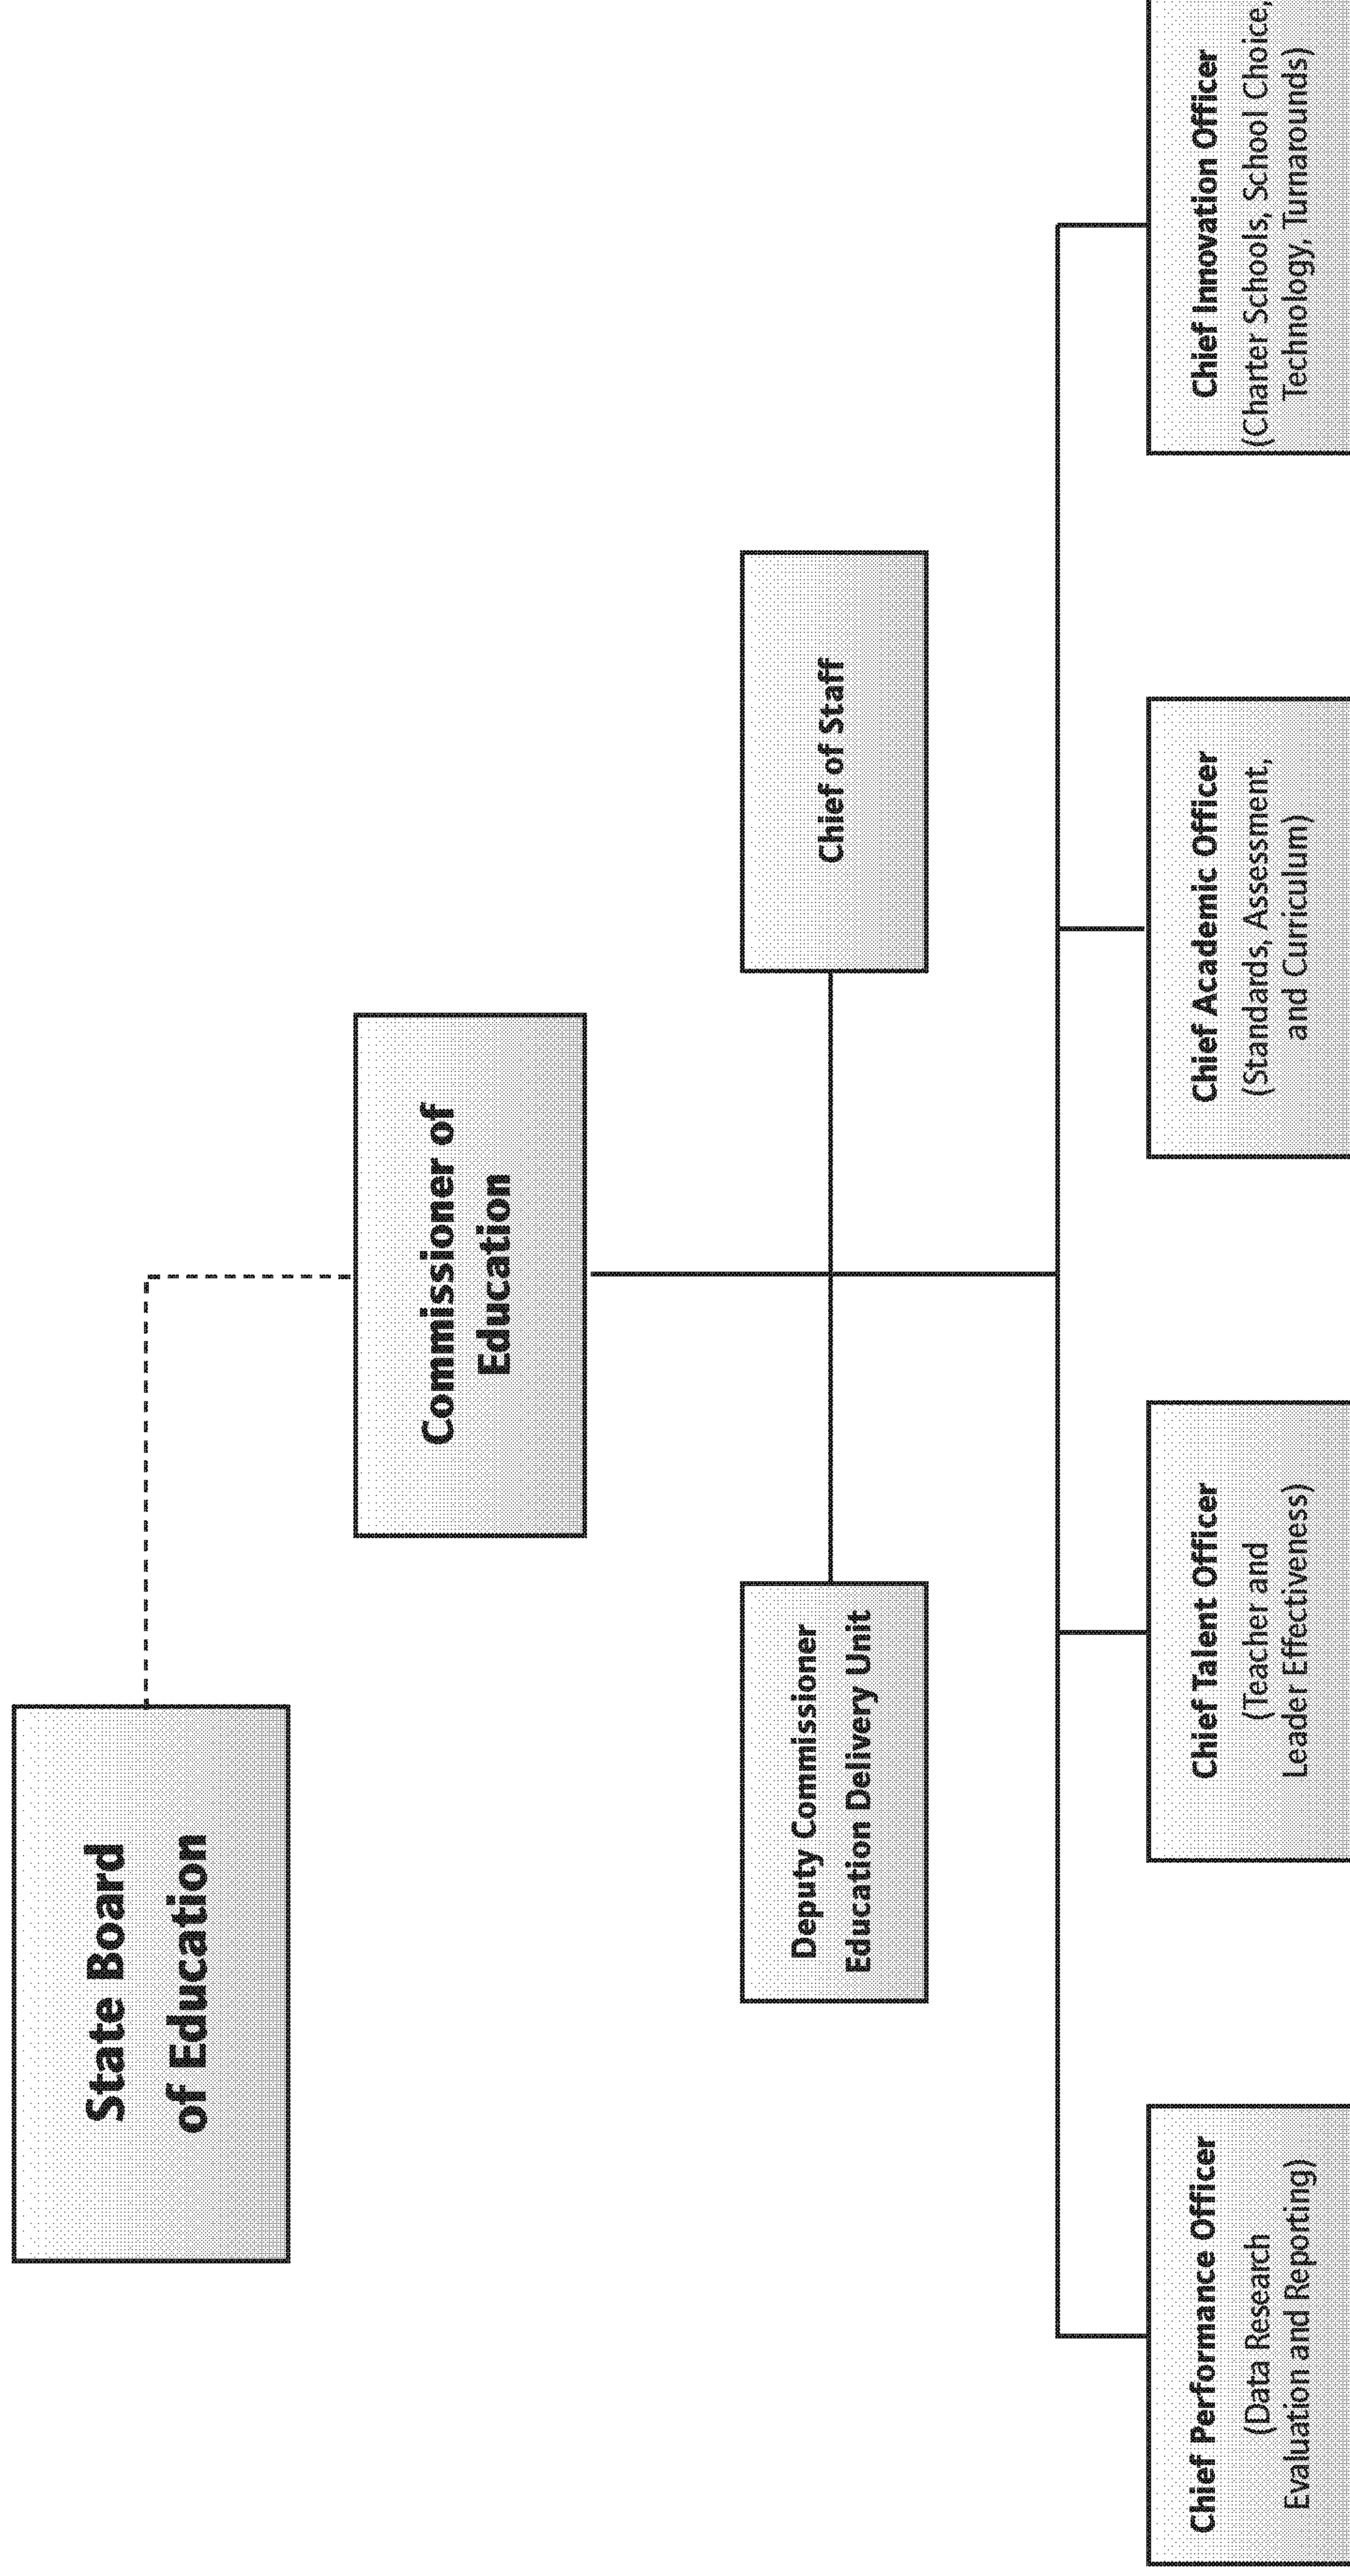 State Board
of Education
Commissioner of
Education
Deputy Commissioner
Education Delivery Unit
Chief of Staff
Chief Performance Officer
(Data Research
Evaluation and Reporting)
Chief Talent Officer
(Teacher and
Leader Effectiveness)
Chief Academic Officer
(Standards, Assessment,
and Curriculum)
Chief Innovation Officer
(Charter Schools, School Choice,
Technology, Turnarounds)